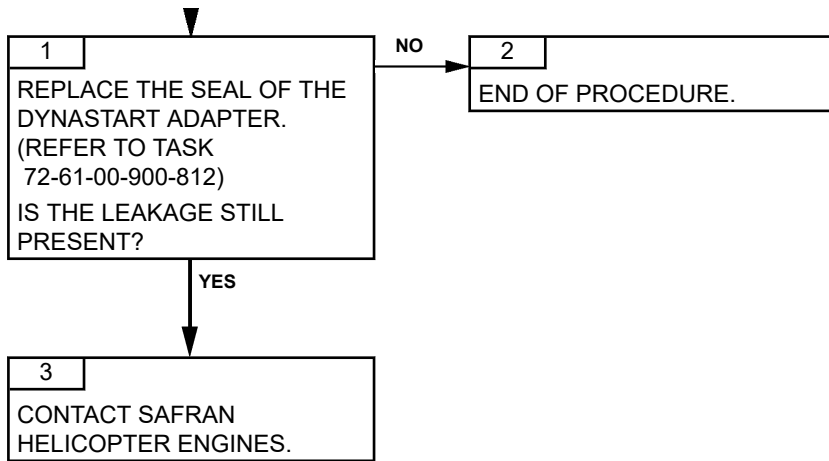 1
REPLACE THE SEAL OF THE
DYNASTART ADAPTER.
(REFER TO TASK
72-61-00-900-812)
IS THE LEAKAGE STILL
PRESENT?
NO
2
END OF PROCEDURE.
YES
3
CONTACT SAFRAN
HELICOPTER ENGINES.